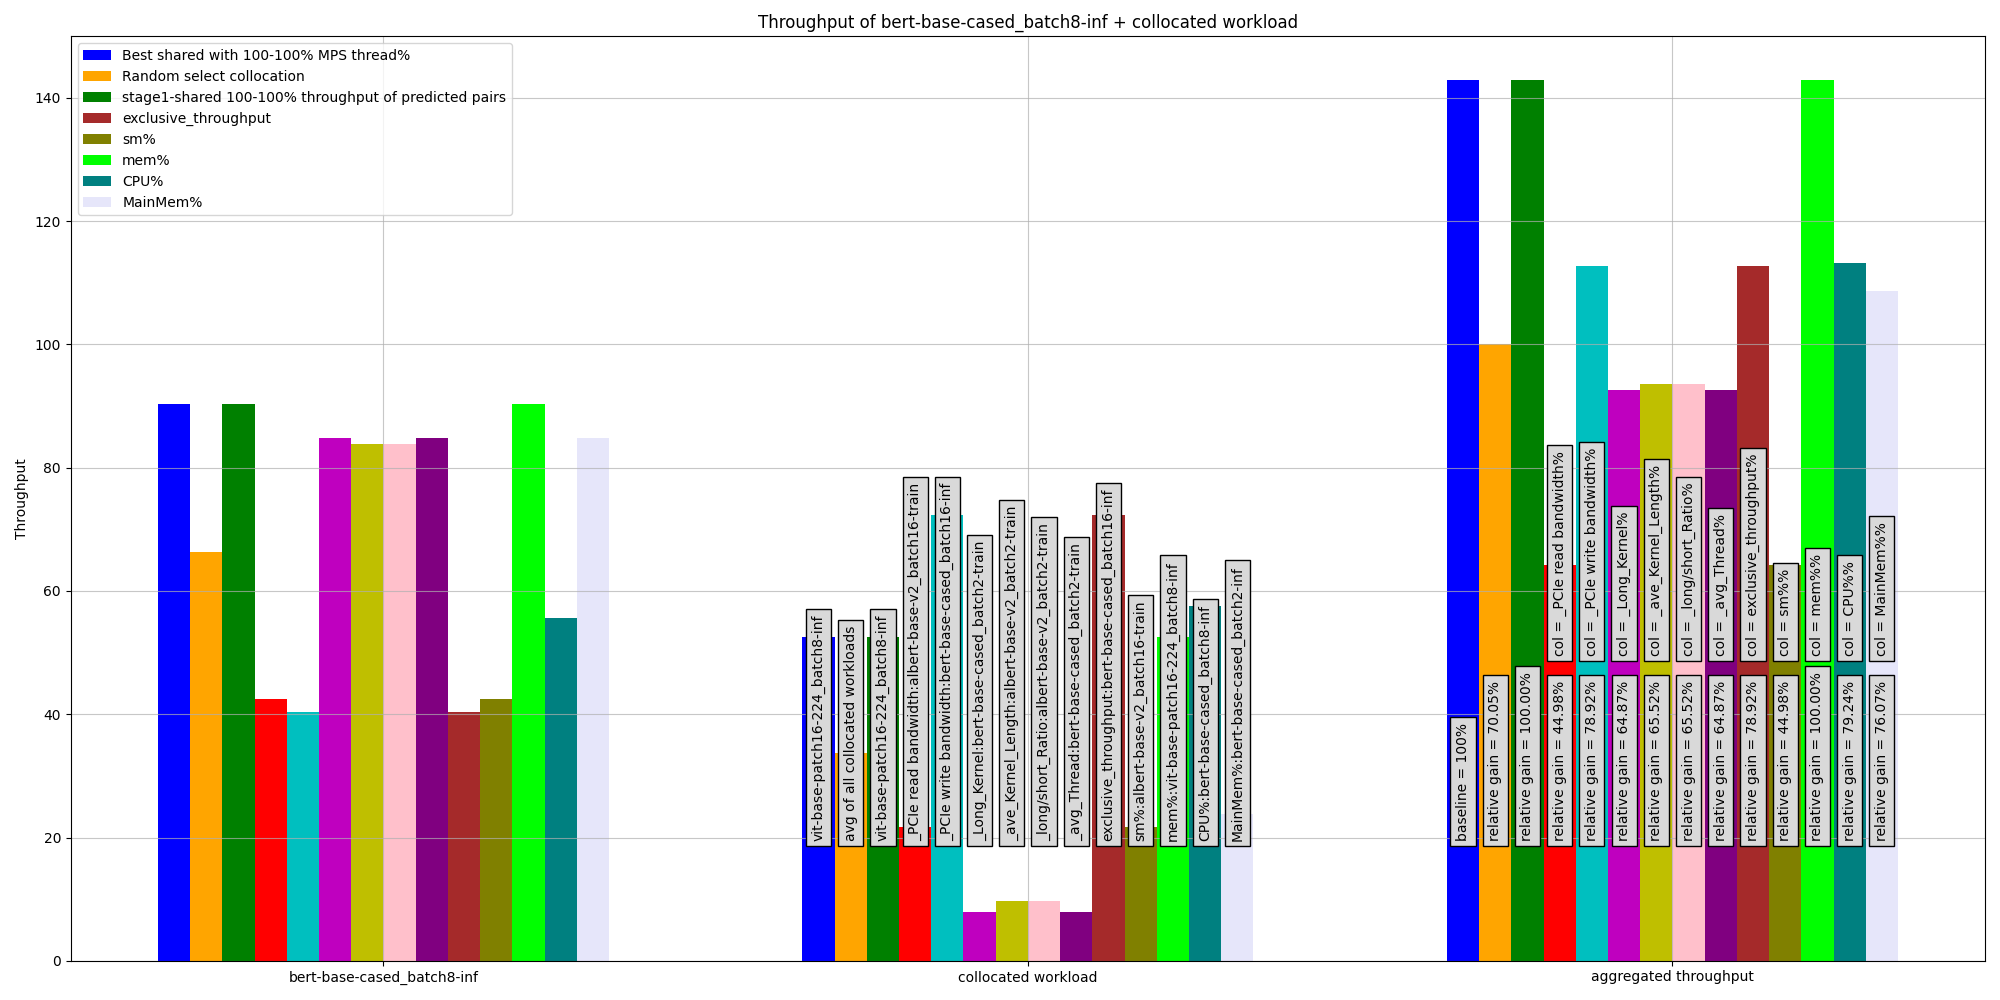 Throughput of bert-base-cased_batch8-inf + collocated workload
Best shared with 100-100% MPS thread%
Random select collocation
stage1-shared 100-100% throughput of predicted pairs
exclusive_throughput
sm%
mem%
CPU%
MainMem%
Throughput
140
120
100
80
60
40
20
0
vit-base-patch16-224_batch8-inf
avg of all collocated workloads
vit-base-patch16-224_batch8-inf
_PCIe read bandwidth:albert-base-v2_batch16-train
_PCIe write bandwidth:bert-base-cased_batch16-inf
_Long_Kernel:bert-base-cased_batch2-train
_ave_Kernel_Length:albert-base-v2_batch2-train
_long/short_Ratio:albert-base-v2_batch2-train
_avg_Thread:bert-base-cased_batch2-train
exclusive_throughput:bert-base-cased_batch16-inf
sm%:albert-base-v2_batch16-train
mem%:vit-base-patch16-224_batch8-inf
CPU%:bert-base-cased_batch8-inf
MainMem%:bert-base-cased_batch2-inf
col = _PCIe read bandwidth%
col = _PCIe write bandwidth%
col = _Long_Kernel%
col = _ave_Kernel_Length%
col = _long/short_Ratio%
col = _avg_Thread%
col = exclusive_throughput%
col = sm%%
col = mem%%
col = CPU%%
col = MainMem%%
baseline = 100%
relative gain = 70.05%
relative gain = 100.00%
relative gain = 44.98%
relative gain = 78.92%
relative gain = 64.87%
relative gain = 65.52%
relative gain = 65.52%
relative gain = 64.87%
relative gain = 78.92%
relative gain = 44.98%
relative gain = 100.00%
relative gain = 79.24%
relative gain = 76.07%
bert-base-cased_batch8-inf
collocated workload
aggregated throughput